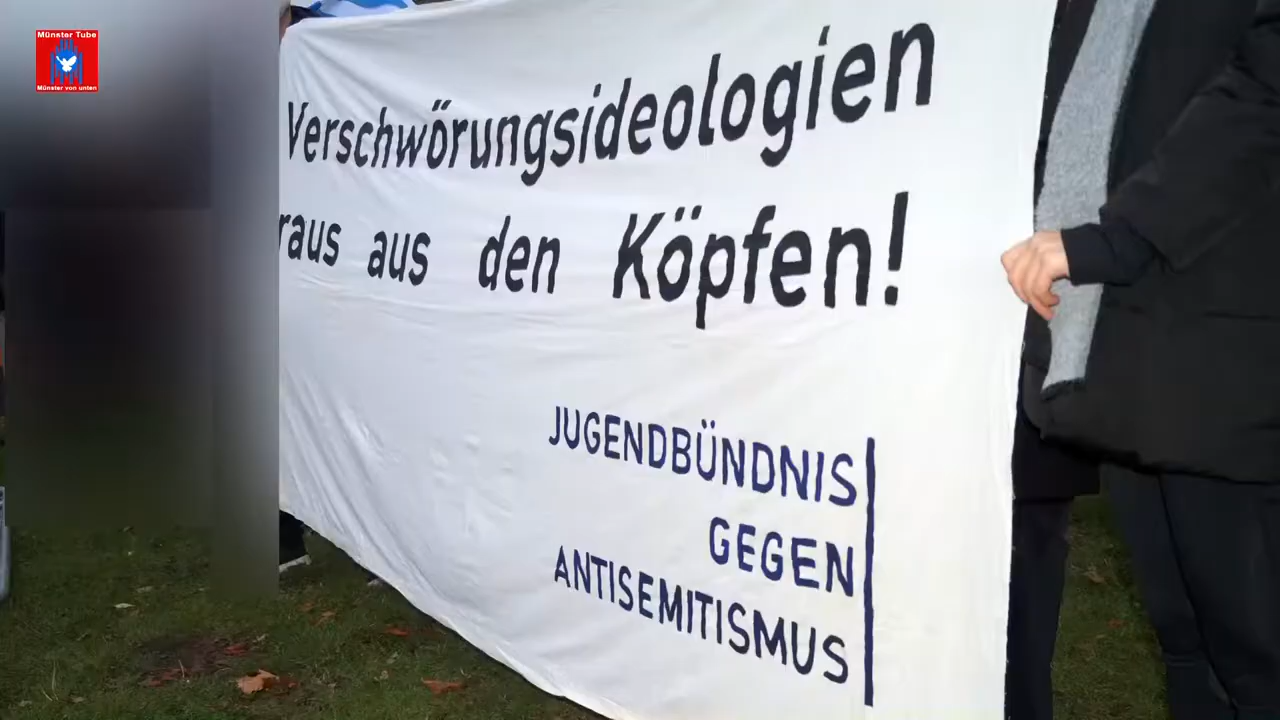 Münster Tube
Münster von unten
Verschwörungsideologien
raus aus den Köpfen!
JUGENDBÜNDNIS
GEGEN
ANTISEMITISMUS